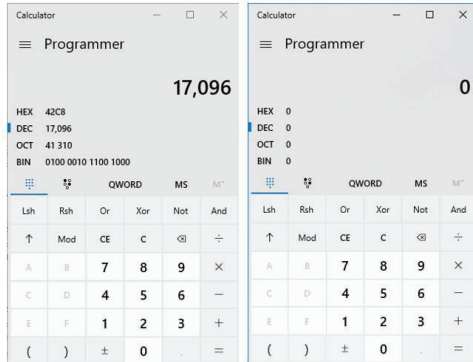 Calculator
Programmer
17,096
HEX 42C8
DEC 17,096
OCT 41 310
BIN 0100 0010 1100 1000
QWORD MS M
Lsh Rsh Or Xor Not And
↑ Mod CE C ⌫ ÷
A B 7 8 9 ×
C D 4 5 6 −
E F 1 2 3 +
( ) ± 0 . =
Calculator
Programmer
0
HEX 0
DEC 0
OCT 0
BIN 0
QWORD MS M
Lsh Rsh Or Xor Not And
↑ Mod CE C ⌫ ÷
A B 7 8 9 ×
C D 4 5 6 −
E F 1 2 3 +
( ) ± 0 . =